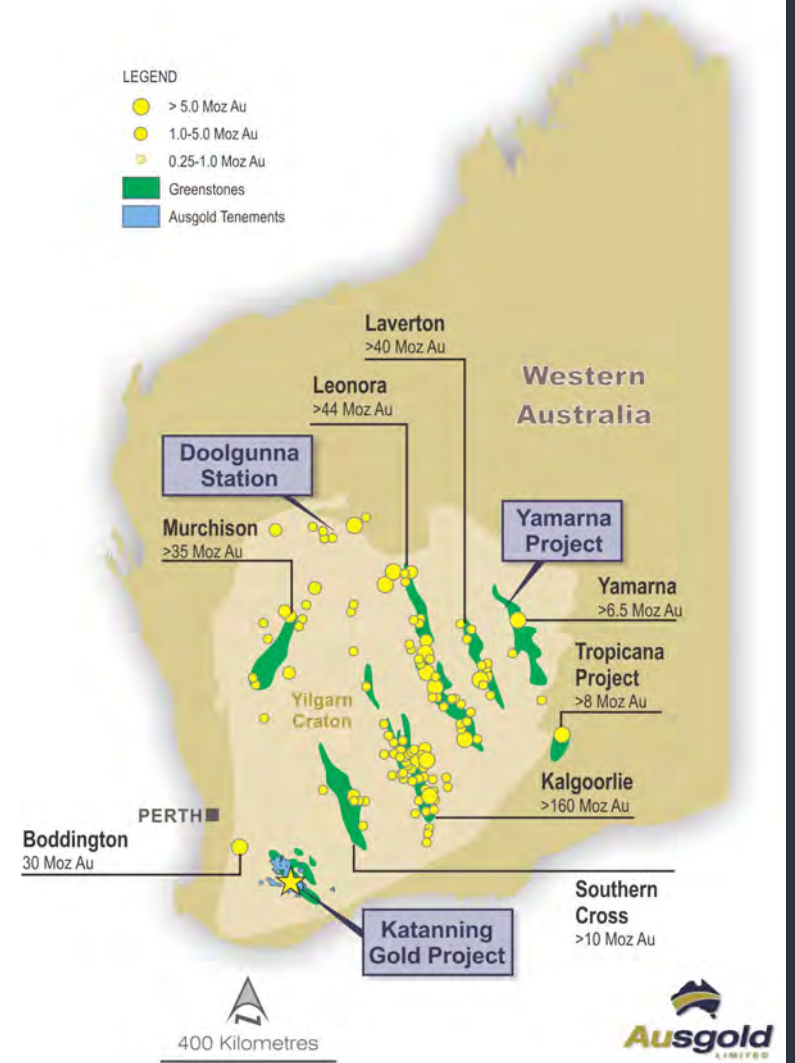 LEGEND
> 5.0 Moz Au
1.0-5.0 Moz Au
0.25-1.0 Moz Au
Greenstones
Ausgold Tenements
Laverton
>40 Moz Au
Leonora
>44 Moz Au
Western
Australia
Doolgunna
Station
Murchison
>35 Moz Au
Yamarna
Project
Yamarna
>6.5 Moz Au
Tropicana
Project
>8 Moz Au
Yilgarn
Craton
Kalgoorlie
>160 Moz Au
PERTH
Boddington
30 Moz Au
Southern
Cross
>10 Moz Au
Katanning
Gold Project
N
400 Kilometres
Ausgold
LIMITED